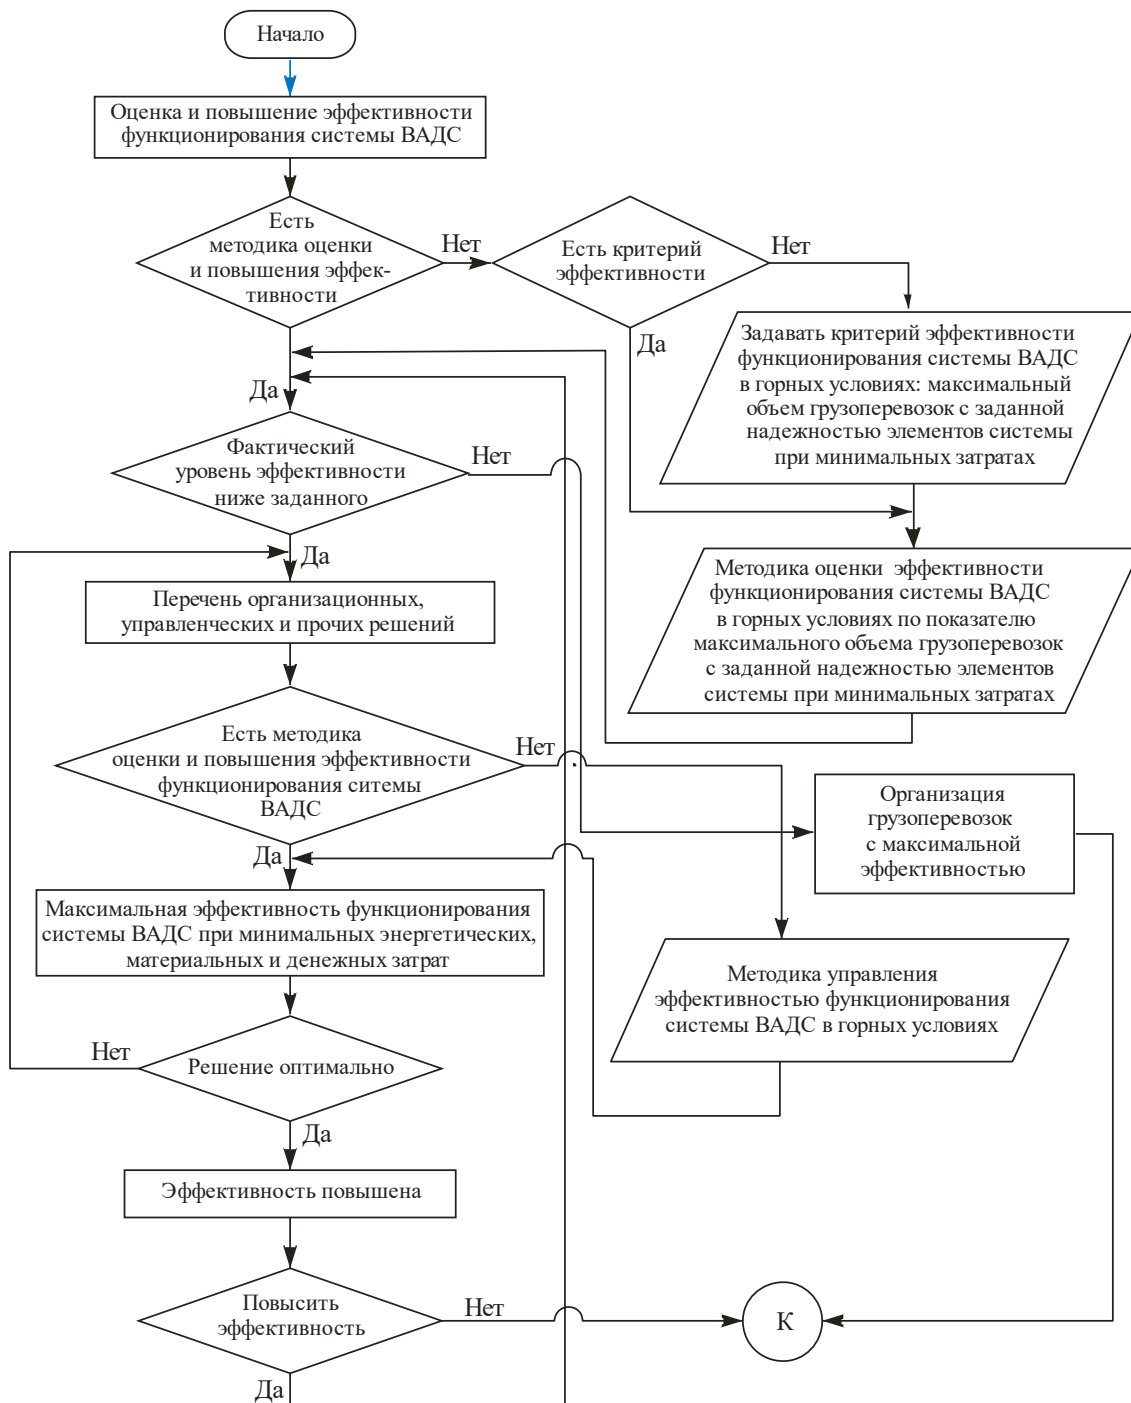 Начало
Оценка и повышение эффективности
функционирования системы ВАДС
Есть
методика оценки
и повышения эффек-
тивности
Нет
Есть критерий
эффективности
Нет
Да
Задавать критерий эффективности
функционирования системы ВАДС
в горных условиях: максимальный
объем грузоперевозок с заданной
надежностью элементов системы
при минимальных затратах
Да
Фактический
уровень эффективности
ниже заданного
Нет
Да
Методика оценки эффективности
функционирования системы ВАДС
в горных условиях по показателю
максимального объема грузоперевозок
с заданной надежностью элементов
системы при минимальных затратах
Перечень организационных,
управленческих и прочих решений
Есть методика
оценки и повышения эффективности
функционирования ситемы
ВАДС
Нет
Организация
грузоперевозок
с максимальной
эффективностью
Да
Максимальная эффективность функционирования
системы ВАДС при минимальных энергетических,
материальных и денежных затрат
Методика управления
эффективностью функционирования
системы ВАДС в горных условиях
Нет
Решение оптимально
Да
Эффективность повышена
Повысить
эффективность
Нет
К
Да